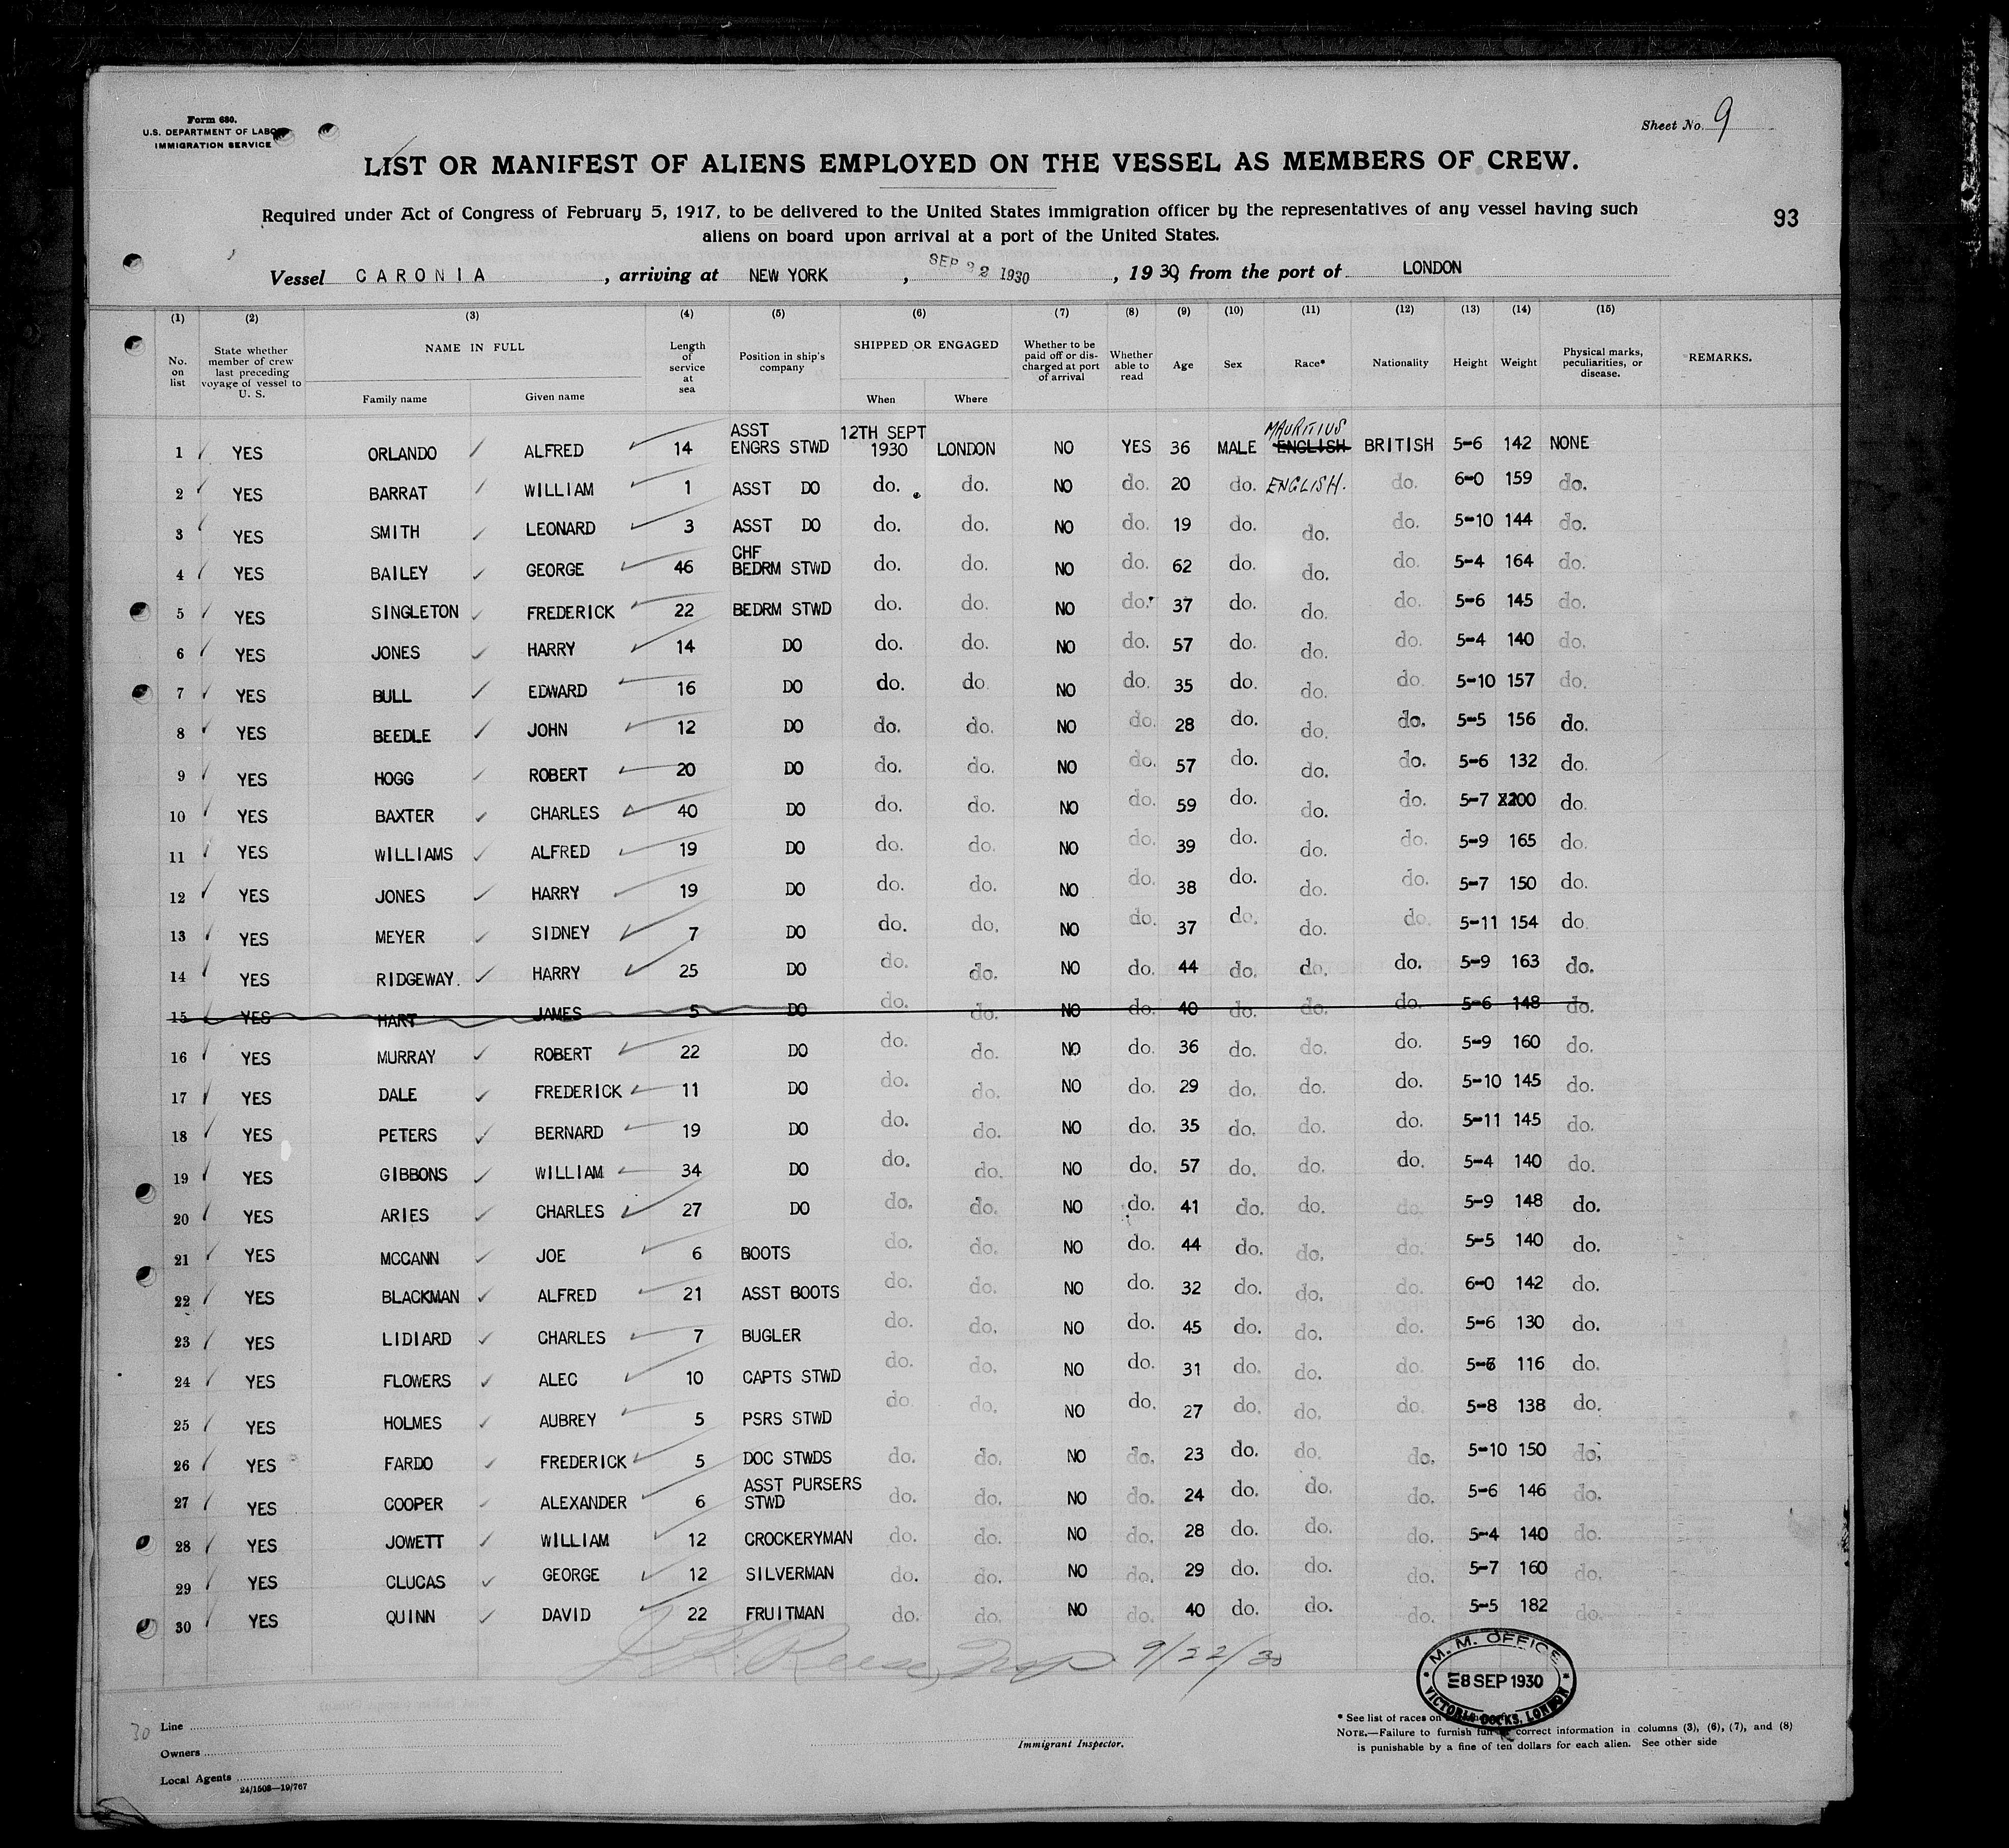 Form 680.
U.S. DEPARTMENT OF LABOR
IMMIGRATION SERVICE
Sheet No. 9
LIST OR MANIFEST OF ALIENS EMPLOYED ON THE VESSEL AS MEMBERS OF CREW.
Required under Act of Congress of February 5, 1917, to be delivered to the United States immigration officer by the representatives of any vessel having such
aliens on board upon arrival at a port of the United States.
93
Vessel CARONIA, arriving at NEW YORK, SEP 22 1930, 1930, from the port of LONDON
(1) (2) (3) (4) (5) (6) (7) (8) (9) (10) (11) (12) (13) (14) (15)
No. on list State whether member of crew last preceding voyage of vessel to U. S. NAME IN FULL Family name Given name Length of service at sea Position in ship's company SHIPPED OR ENGAGED When Where Whether to be paid off or discharged at port of arrival Whether able to read Age Sex Race* Nationality Height Weight Physical marks, peculiarities, or disease. REMARKS.
1 YES ORLANDO ALFRED 14 ASST ENGRS STWD 12TH SEPT 1930 LONDON NO YES 36 MALE ENGLISH MAURITIUS BRITISH 5-6 142 NONE
2 YES BARRAT WILLIAM 1 ASST DO do. do. NO do. 20 do. ENGLISH. do. 6-0 159 do.
3 YES SMITH LEONARD 3 ASST DO do. do. NO do. 19 do. do. do. 5-10 144 do.
4 YES BAILEY GEORGE 46 CHF BEDRM STWD do. do. NO do. 62 do. do. do. 5-4 164 do.
5 YES SINGLETON FREDERICK 22 BEDRM STWD do. do. NO do. 37 do. do. do. 5-6 145 do.
6 YES JONES HARRY 14 DO do. do. NO do. 57 do. do. do. 5-4 140 do.
7 YES BULL EDWARD 16 DO do. do NO do. 35 do. do. do. 5-10 157 do.
8 YES BEEDLE JOHN 12 DO do. do. NO do. 28 do. do. do. 5-5 156 do.
9 YES HOGG ROBERT 20 DO do. do. NO do. 57 do. do. do. 5-6 132 do.
10 YES BAXTER CHARLES 40 DO do. do. NO do. 59 do. do. do. 5-7 200 do.
11 YES WILLIAMS ALFRED 19 DO do. do. NO do. 39 do. do. do. 5-9 165 do.
12 YES JONES HARRY 19 DO do. do. NO do. 38 do. do. do. 5-7 150 do.
13 YES MEYER SIDNEY 7 DO do. do. NO do. 37 do. do. do. 5-11 154 do.
14 YES RIDGEWAY. HARRY 25 DO do. do. NO do. 44 do. do. do. 5-9 163 do.
15 YES HART JAMES 5 DO do. do. NO do. 40 do. do. do. 5-6 148 do.
16 YES MURRAY ROBERT 22 DO do. do. NO do. 36 do. do. do. 5-9 160 do.
17 YES DALE FREDERICK 11 DO do. do. NO do. 29 do. do. do. 5-10 145 do.
18 YES PETERS BERNARD 19 DO do. do. NO do. 35 do. do. do. 5-11 145 do.
19 YES GIBBONS WILLIAM 34 DO do. do. NO do. 57 do. do. do. 5-4 140 do.
20 YES ARIES CHARLES 27 DO do. do. NO do. 41 do. do. do. 5-9 148 do.
21 YES MCCANN JOE 6 BOOTS do. do. NO do. 44 do. do. do. 5-5 140 do.
22 YES BLACKMAN ALFRED 21 ASST BOOTS do. do. NO do. 32 do. do. do. 6-0 142 do.
23 YES LIDIARD CHARLES 7 BUGLER do. do. NO do. 45 do. do. do. 5-6 130 do.
24 YES FLOWERS ALEC 10 CAPTS STWD do. do. NO do. 31 do. do. do. 5-6 116 do.
25 YES HOLMES AUBREY 5 PSRS STWD do. do. NO do. 27 do. do. do. 5-8 138 do.
26 YES FARDO FREDERICK 5 DOC STWDS do. do. NO do. 23 do. do. do. 5-10 150 do.
27 YES COOPER ALEXANDER 6 ASST PURSERS STWD do. do. NO do. 24 do. do. do. 5-6 146 do.
28 YES JOWETT WILLIAM 12 CROCKERYMAN do. do. NO do. 28 do. do. do. 5-4 140 do.
29 YES CLUCAS GEORGE 12 SILVERMAN do. do. NO do. 29 do. do. do. 5-7 160 do.
30 YES QUINN DAVID 22 FRUITMAN do. do. NO do. 40 do. do. do. 5-5 182 do.
9/22/30
M. M. OFFICE
8 SEP 1930
VICTORIA DOCKS, LONDON
30
Line
Owners
Local Agents
24/1508—19/767
Immigrant Inspector.
* See list of races on
NOTE.—Failure to furnish full or correct information in columns (3), (6), (7), and (8)
is punishable by a fine of ten dollars for each alien. See other side